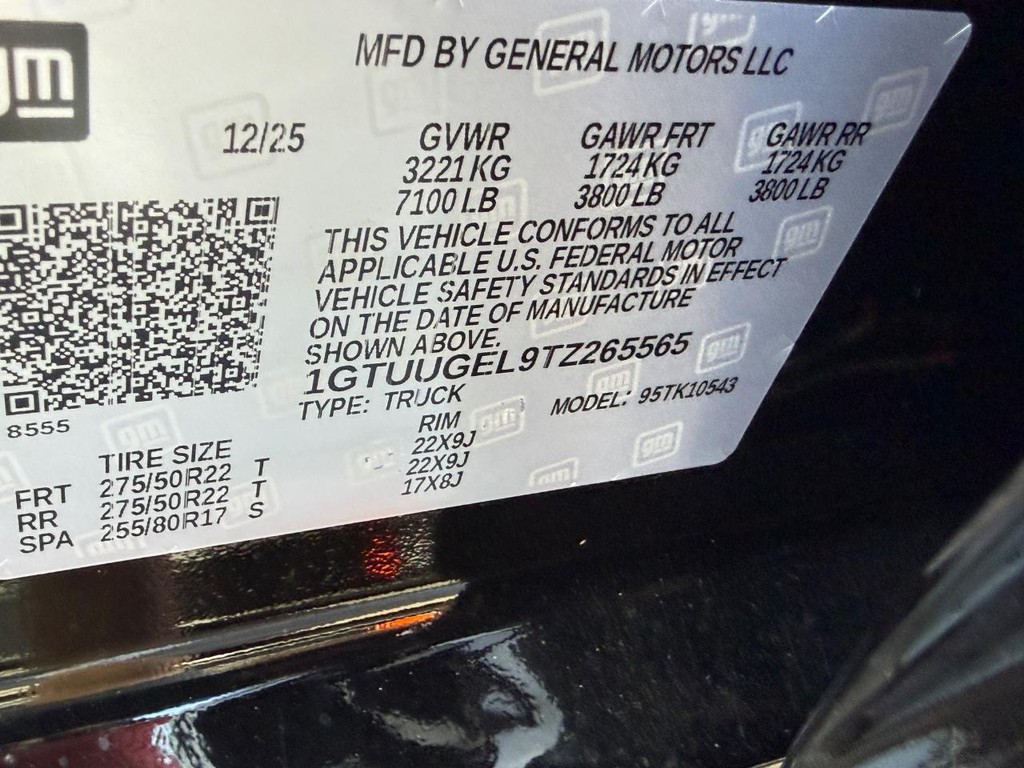 gm
MFD BY GENERAL MOTORS LLC
12/25 GVWR GAWR FRT GAWR RR
3221 KG 1724 KG 1724 KG
7100 LB 3800 LB 3800 LB
THIS VEHICLE CONFORMS TO ALL
APPLICABLE U.S. FEDERAL MOTOR
VEHICLE SAFETY STANDARDS IN EFFECT
ON THE DATE OF MANUFACTURE
SHOWN ABOVE.
1GTUUGEL9TZ265565
TYPE: TRUCK MODEL: 95TK10543
8555
TIRE SIZE RIM
FRT 275/50R22 T 22X9J
RR 275/50R22 T 22X9J
SPA 255/80R17 S 17X8J